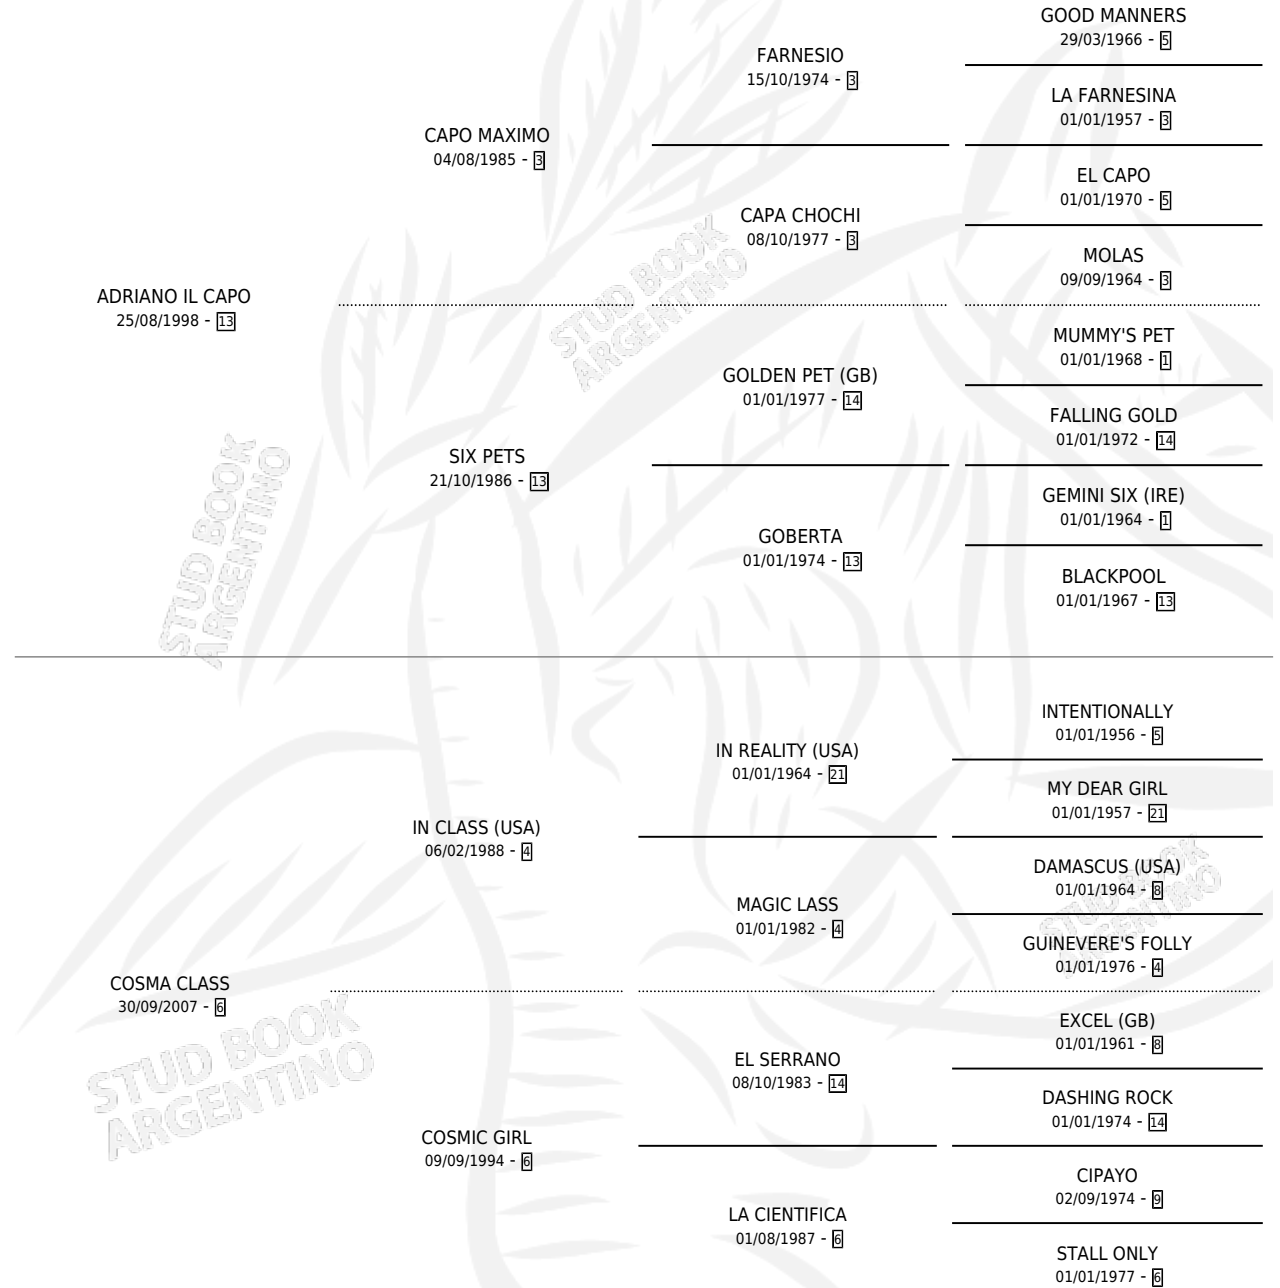 GOOD MANNERS
29/03/1966 - 5
FARNESIO
15/10/1974 - 3
LA FARNESINA
01/01/1957 - 3
CAPO MAXIMO
04/08/1985 - 3
EL CAPO
01/01/1970 - 5
CAPA CHOCHI
08/10/1977 - 3
MOLAS
09/09/1964 - 3
ADRIANO IL CAPO
25/08/1998 - 13
STUD BOOK
ARGENTINO
MUMMY'S PET
01/01/1968 - 1
GOLDEN PET (GB)
01/01/1977 - 14
FALLING GOLD
01/01/1972 - 14
SIX PETS
21/10/1986 - 13
GEMINI SIX (IRE)
01/01/1964 - 1
GOBERTA
01/01/1974 - 13
BLACKPOOL
01/01/1967 - 13
STUD BOOK
ARGENTINO
INTENTIONALLY
01/01/1956 - 5
IN REALITY (USA)
01/01/1964 - 21
MY DEAR GIRL
01/01/1957 - 21
IN CLASS (USA)
06/02/1988 - 4
DAMASCUS (USA)
01/01/1964 - 8
MAGIC LASS
01/01/1982 - 4
GUINEVERE'S FOLLY
01/01/1976 - 4
STUD BOOK
ARGENTINO
COSMA CLASS
30/09/2007 - 6
EXCEL (GB)
01/01/1961 - 8
EL SERRANO
08/10/1983 - 14
DASHING ROCK
01/01/1974 - 14
STUD BOOK
ARGENTINO
COSMIC GIRL
09/09/1994 - 6
CIPAYO
02/09/1974 - 9
LA CIENTIFICA
01/08/1987 - 6
STALL ONLY
01/01/1977 - 6